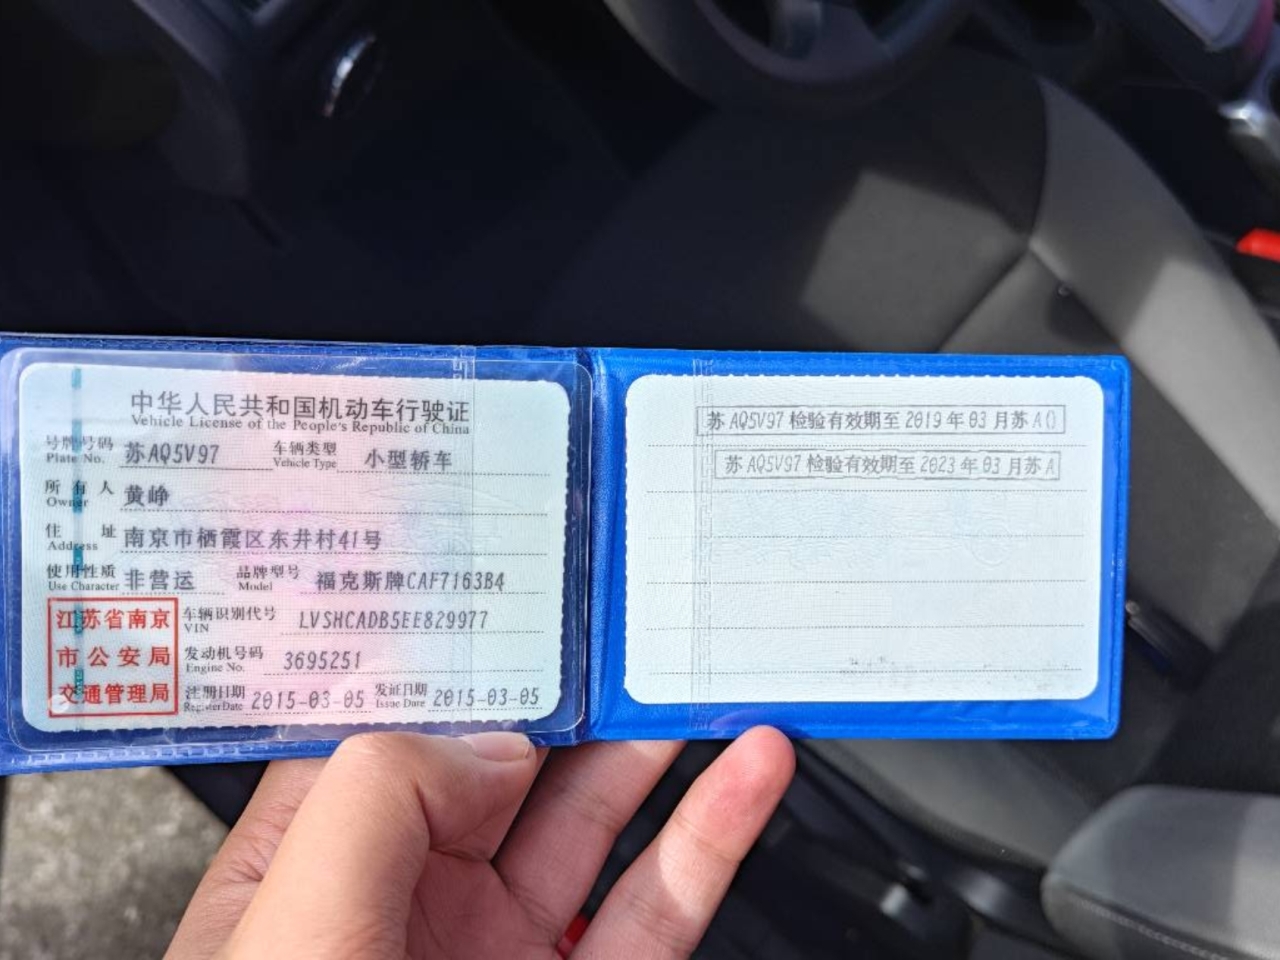 中华人民共和国机动车行驶证
Vehicle License of the People's Republic of China
号牌号码 苏AQ5V97 车辆类型 小型轿车
Plate No. Vehicle Type
所有人 黄峥
Owner
住址 南京市栖霞区东井村41号
Address
使用性质 非营运 品牌型号 福克斯牌CAF7163B4
Use Character Model
江苏省南京
市公安局
交通管理局
车辆识别代号 LVSHCADB5EE829977
VIN
发动机号码 3695251
Engine No.
注册日期 2015-03-05 发证日期 2015-03-05
Register Date Issue Date
苏AQ5V97检验有效期至2019年03月苏A()
苏AQ5V97检验有效期至2023年03月苏A